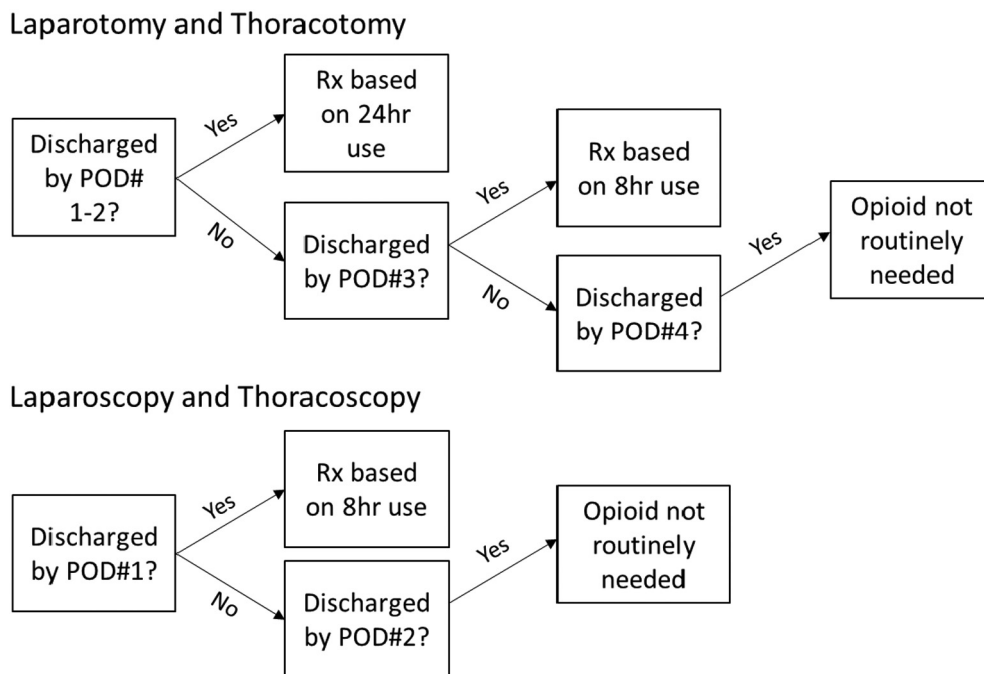 Laparotomy and Thoracotomy
Discharged
by POD#
1-2?
Yes
No
Rx based
on 24hr
use
Discharged
by POD#3?
Yes
No
Rx based
on 8hr use
Discharged
by POD#4?
Yes
Opioid not
routinely
needed
Laparoscopy and Thoracoscopy
Discharged
by POD#1?
Yes
No
Rx based
on 8hr use
Discharged
by POD#2?
Yes
Opioid not
routinely
needed